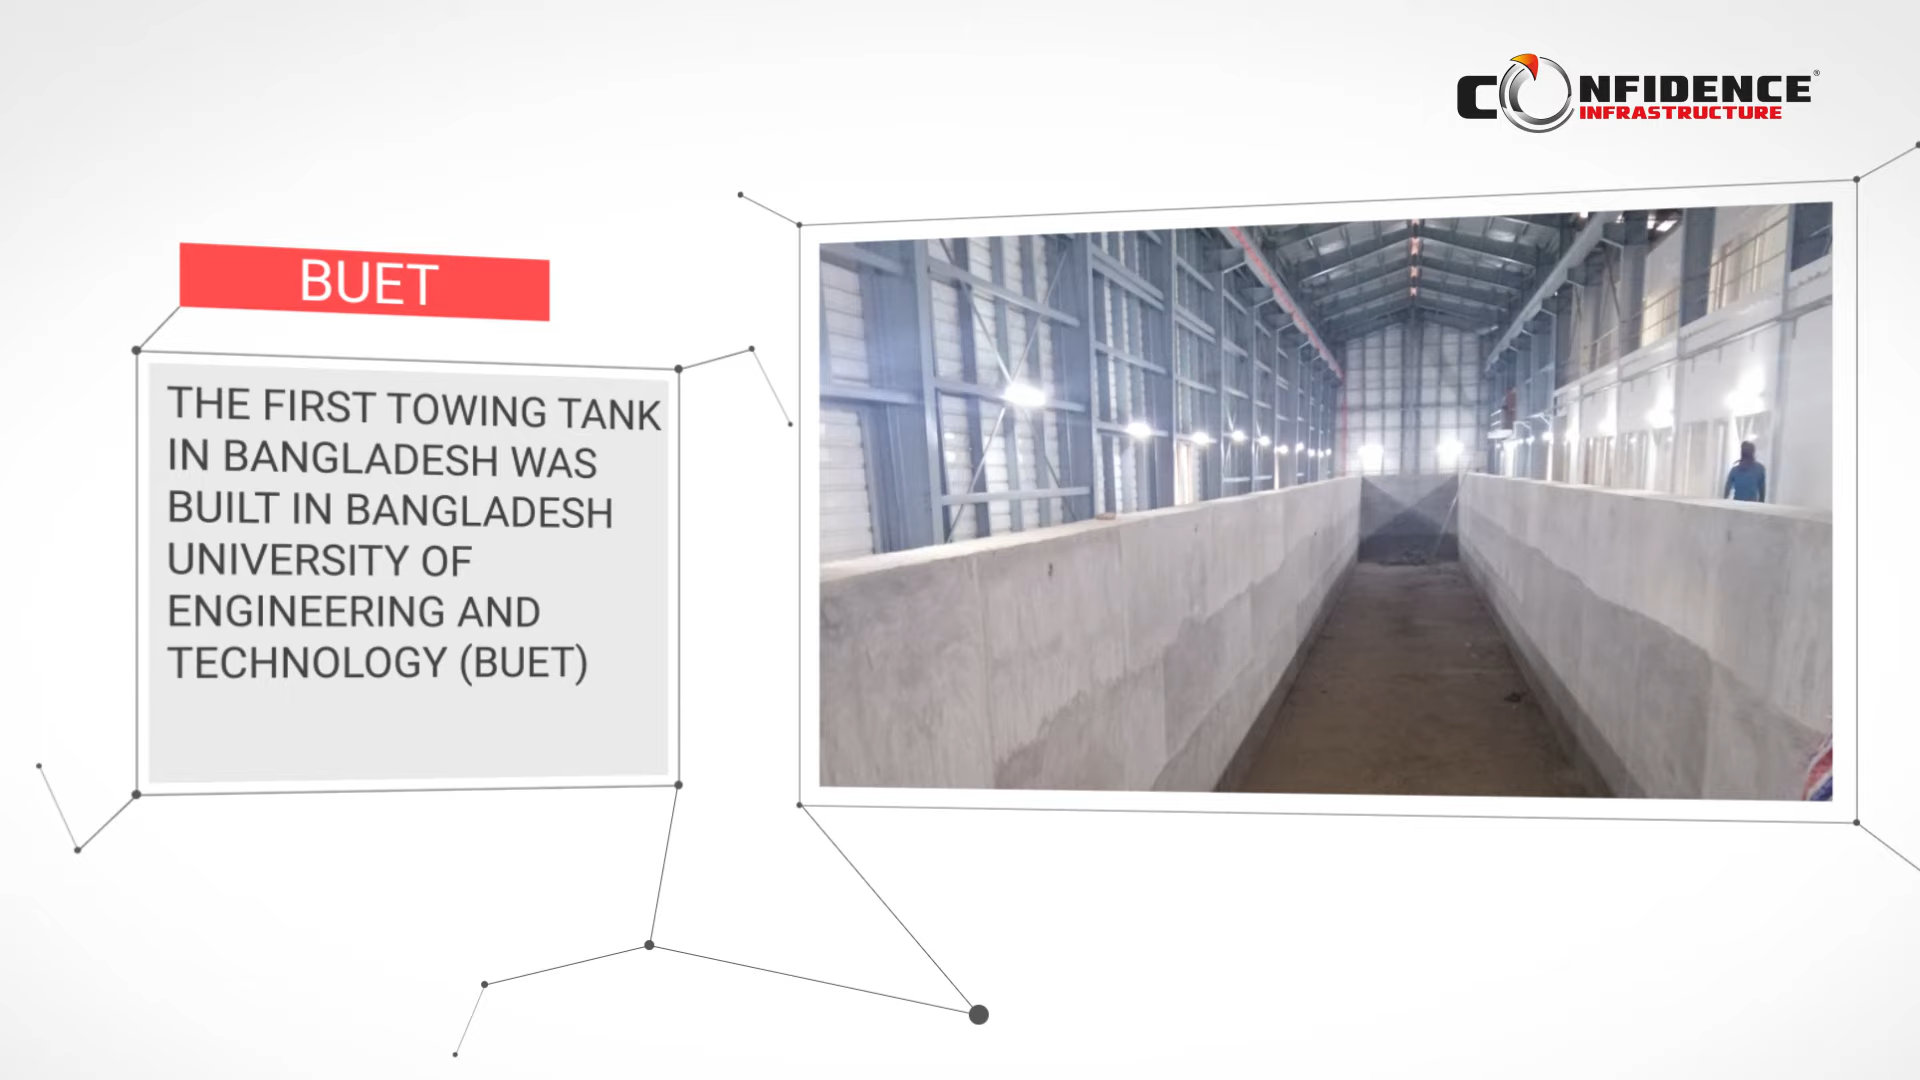 CONFIDENCE®
INFRASTRUCTURE
BUET
THE FIRST TOWING TANK
IN BANGLADESH WAS
BUILT IN BANGLADESH
UNIVERSITY OF
ENGINEERING AND
TECHNOLOGY (BUET)